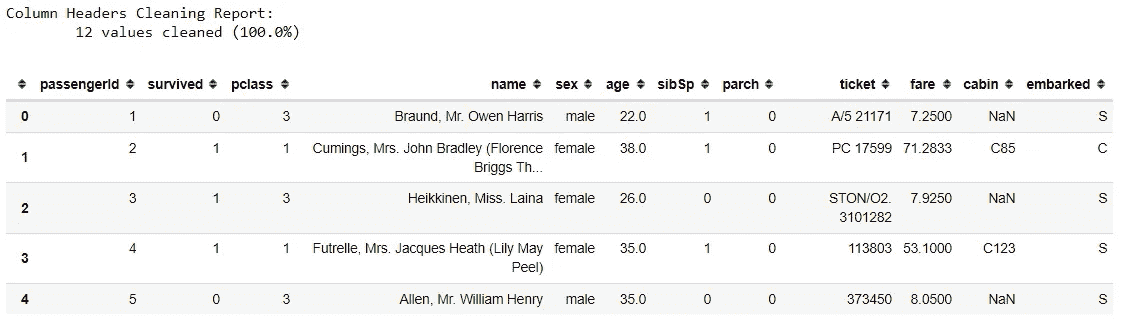 Column Headers Cleaning Report:
12 values cleaned (100.0%)
passengerId survived pclass name sex age sibSp parch ticket fare cabin embarked
0 1 0 3 Braund, Mr. Owen Harris male 22.0 1 0 A/5 21171 7.2500 NaN S
1 2 1 1 Cumings, Mrs. John Bradley (Florence female 38.0 1 0 PC 17599 71.2833 C85 C
Briggs Th...
2 3 1 3 Heikkinen, Miss. Laina female 26.0 0 0 STON/O2. 7.9250 NaN S
3101282
3 4 1 1 Futrelle, Mrs. Jacques Heath (Lily May female 35.0 1 0 113803 53.1000 C123 S
Peel)
4 5 0 3 Allen, Mr. William Henry male 35.0 0 0 373450 8.0500 NaN S